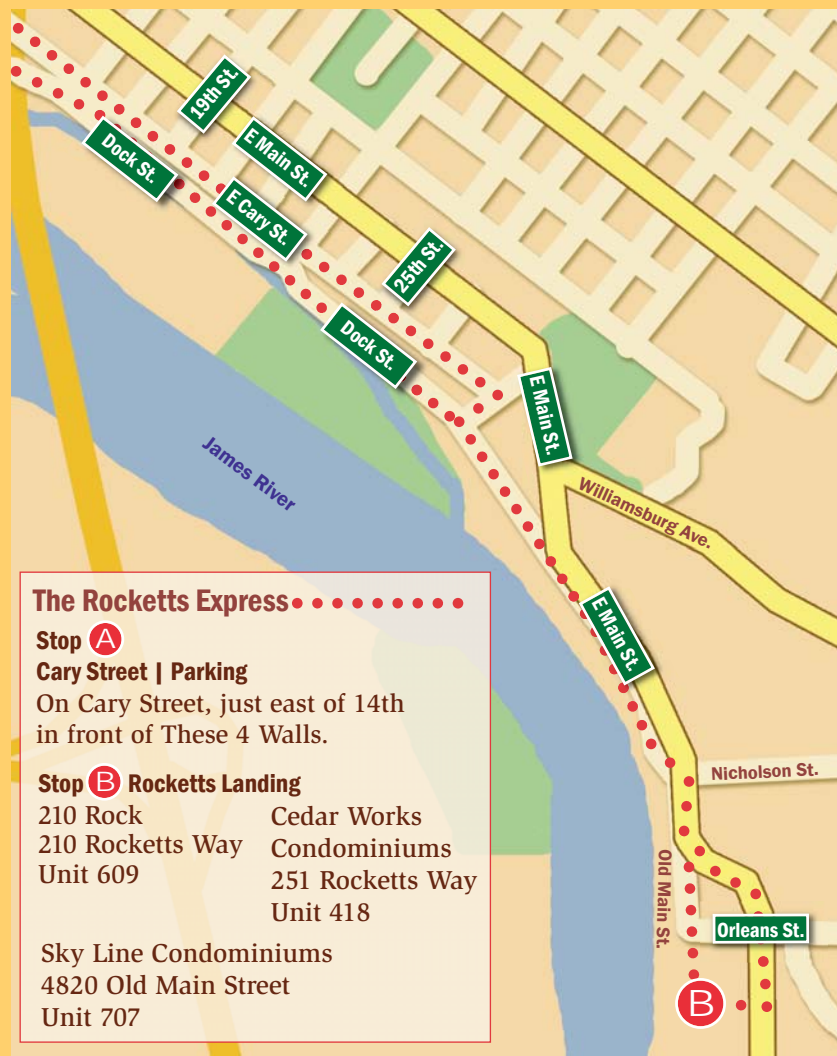 19th St.
E Main St.
Dock St.
E Cary St.
25th St.
Dock St.
E Main St.
James River
Williamsburg Ave.
E Main St.
Nicholson St.
Old Main St.
Orleans St.
B
The Rocketts Express
Stop A
Cary Street | Parking
On Cary Street, just east of 14th
in front of These 4 Walls.
Stop B Rocketts Landing
210 Rock
210 Rocketts Way
Unit 609
Cedar Works
Condominiums
251 Rocketts Way
Unit 418
Sky Line Condominiums
4820 Old Main Street
Unit 707